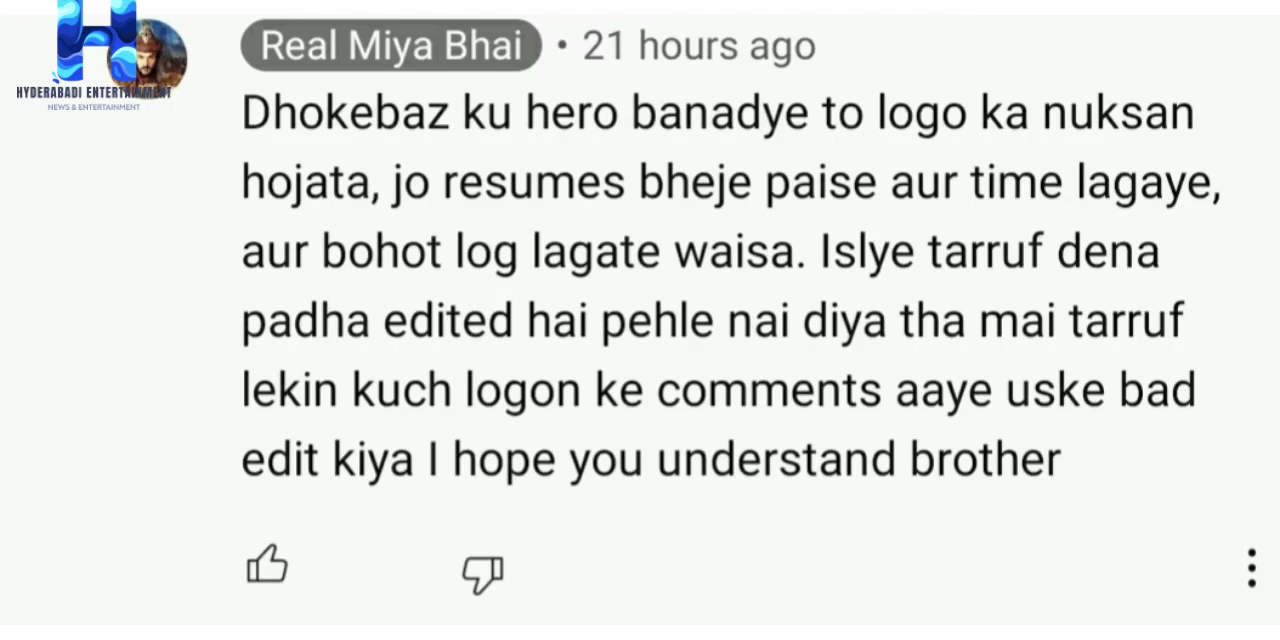 H
HYDERABADI ENTERTAINMENT
NEWS & ENTERTAINMENT
Real Miya Bhai • 21 hours ago
Dhokebaz ku hero banadye to logo ka nuksan
hojata, jo resumes bheje paise aur time lagaye,
aur bohot log lagate waisa. Islye tarruf dena
padha edited hai pehle nai diya tha mai tarruf
lekin kuch logon ke comments aaye uske bad
edit kiya I hope you understand brother